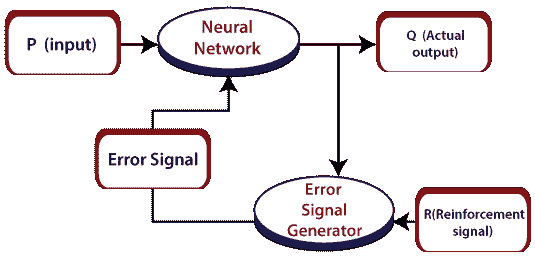 P (input)
Neural
Network
Q (Actual
output)
Error Signal
Error
Signal
Generator
R(Reinforcement
signal)